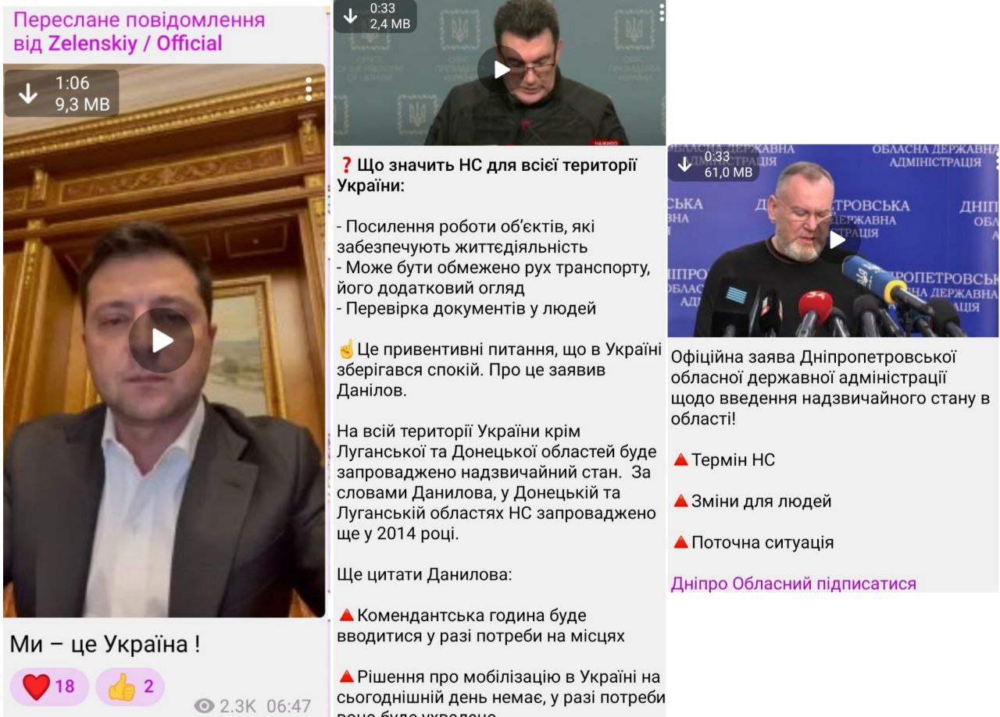 Переслане повідомлення
від Zelenskiy / Official
1:06
9,3 MB
Ми – це Україна !
18
2
2.3K 06:47
0:33
2,4 MB
НАЖИВО
❓Що значить НС для всієї території
України:
- Посилення роботи об’єктів, які
забезпечують життєдіяльність
- Може бути обмежено рух транспорту,
його додатковий огляд
- Перевірка документів у людей
☝️Це привентивні питання, що в Україні
зберігався спокій. Про це заявив
Данілов.
На всій території України крім
Луганської та Донецької областей буде
запроваджено надзвичайний стан. За
словами Данилова, у Донецькій та
Луганській областях НС запроваджено
ще у 2014 році.
Ще цитати Данилова:
🔺Комендантська година буде
вводитися у разі потреби на місцях
🔺Рішення про мобілізацію в Україні на
сьогоднішній день немає, у разі потреби
воно буде ухвалено
0:33
61,0 MB
ОБЛАСНА ДЕРЖАВНА
АДМІНІСТРАЦІЯ
Офіційна заява Дніпропетровської
обласної державної адміністрації
щодо введення надзвичайного стану в
області!
🔺Термін НС
🔺Зміни для людей
🔺Поточна ситуація
Дніпро Обласний підписатися